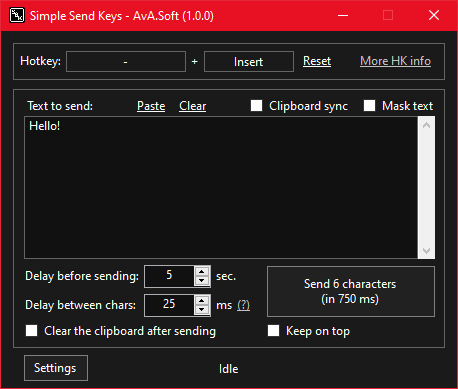 Simple Send Keys - AvA.Soft (1.0.0)
Hotkey: - + Insert Reset More HK info
Text to send: Paste Clear Clipboard sync Mask text
Hello!
Delay before sending: 5 sec.
Send 6 characters
(in 750 ms)
Delay between chars: 25 ms (?)
Clear the clipboard after sending Keep on top
Settings Idle